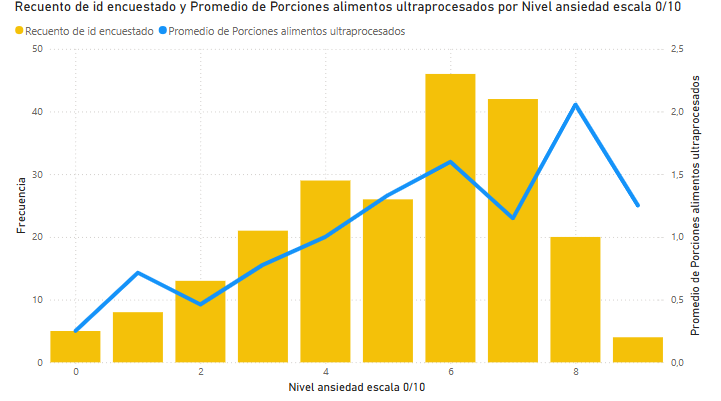 Recuento de id encuestado y Promedio de Porciones alimentos ultraprocesados por Nivel ansiedad escala 0/10
Recuento de id encuestado Promedio de Porciones alimentos ultraprocesados
50 2,5
40 2,0
30 1,5
20 1,0
10 0,5
0 0,0
Frecuencia
Promedio de Porciones alimentos ultraprocesados
0 2 4 6 8
Nivel ansiedad escala 0/10